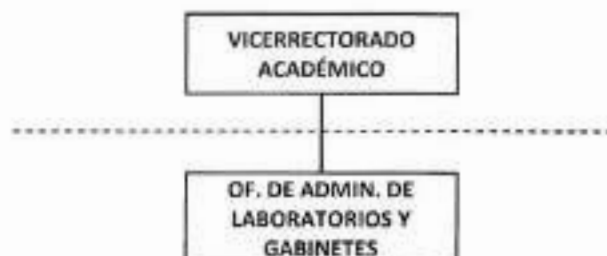 VICERRECTORADO
ACADÉMICO
OF. DE ADMIN. DE
LABORATORIOS Y
GABINETES